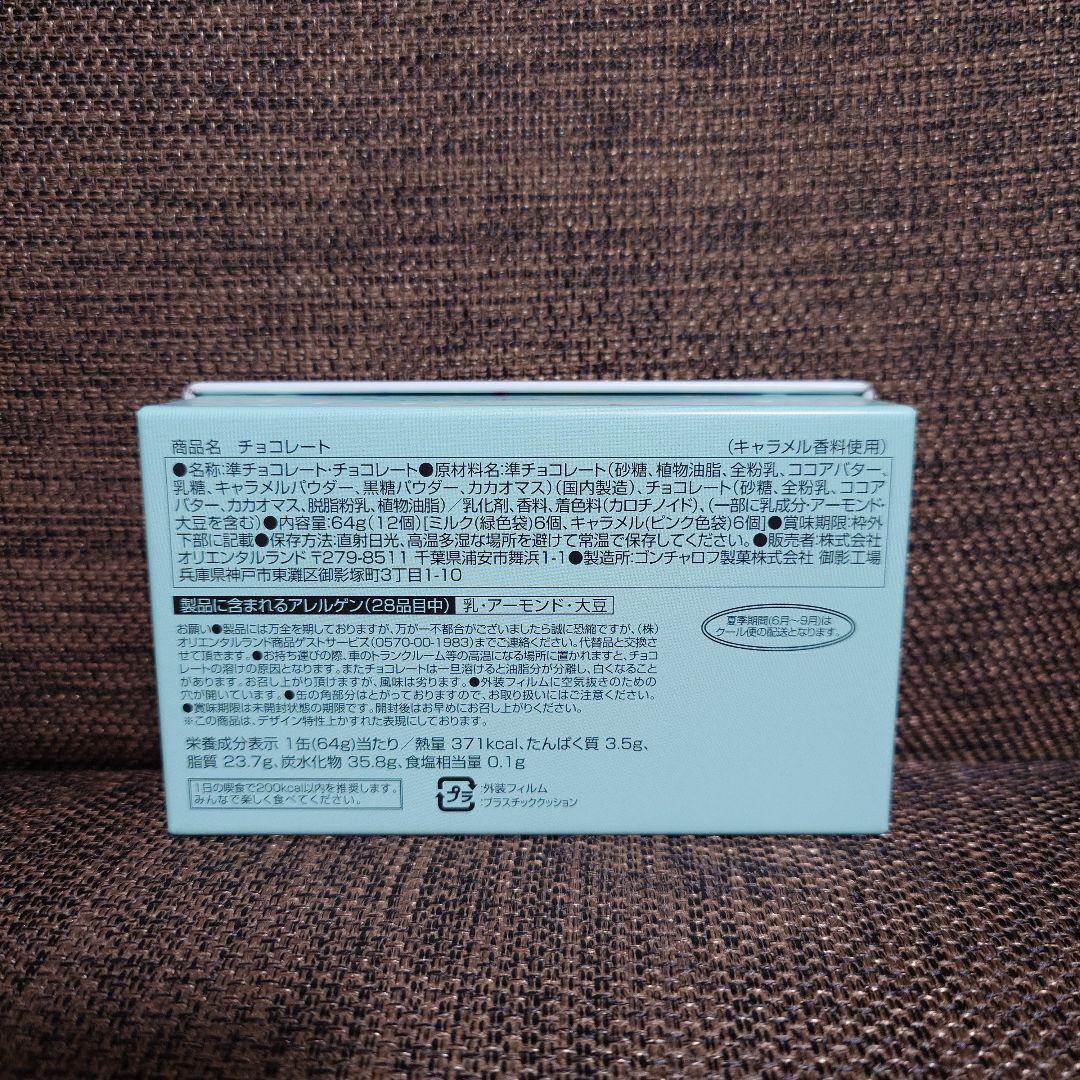 商品名 チョコレート (キャラメル香料使用)
●名称:準チョコレート・チョコレート●原材料名:準チョコレート(砂糖、植物油脂、全粉乳、ココアバター、
乳糖、キャラメルパウダー、黒糖パウダー、カカオマス)(国内製造)、チョコレート(砂糖、全粉乳、ココア
バター、カカオマス、脱脂粉乳、植物油脂)/乳化剤、香料、着色料(カロチノイド)、(一部に乳成分・アーモンド・
大豆を含む)●内容量:64g(12個)[ミルク(緑色袋)6個、キャラメル(ピンク色袋)6個]●賞味期限:枠外
下部に記載●保存方法:直射日光、高温多湿な場所を避けて常温で保存してください。●販売者:株式会社
オリエンタルランド 〒279-8511 千葉県浦安市舞浜1-1●製造所:ゴンチャロフ製菓株式会社 御影工場
兵庫県神戸市東灘区御影塚町3丁目1-10
製品に含まれるアレルゲン(28品目中) 乳・アーモンド・大豆
お願い●製品には万全を期しておりますが、万が一不都合がございましたら誠に恐縮ですが、(株)
オリエンタルランド商品ゲストサービス(0570-00-1983)までご連絡ください。代替品と交換さ
せて頂きます。●お持ち運びの際、車のトランクルーム等の高温になる場所に置かれますと、チョコ
レートの溶けの原因となります。またチョコレートは一旦溶けると油脂分が分離し、白くなること
があります。お召し上がり頂けますが、風味は劣ります。●外装フィルムに空気抜きのための
穴が開いています。●缶の角部分はとがっておりますので、お取り扱いにはご注意ください。
●賞味期限は未開封状態の期限です。開封後はお早めにお召し上がりください。
※この商品は、デザイン特性上かすれた表現にしております。
夏季期間(6月~9月)は
クール便の配送となります。
栄養成分表示 1缶(64g)当たり/熱量 371kcal、たんぱく質 3.5g、
脂質 23.7g、炭水化物 35.8g、食塩相当量 0.1g
1日の喫食で200kcal以内を推奨します。
みんなで楽しく食べてください。
プラ
:外装フィルム
:プラスチッククッション